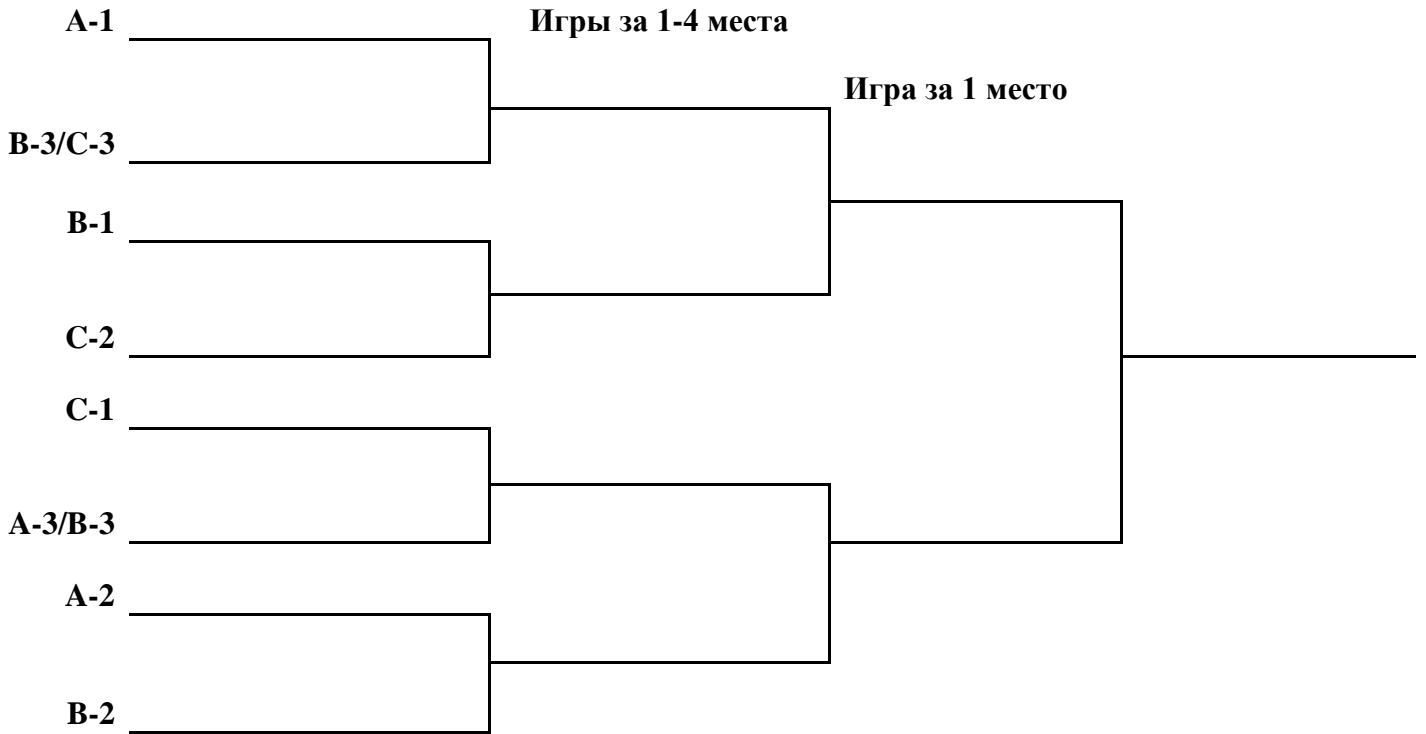 А-1
Игры за 1-4 места
Игра за 1 место
В-3/С-3
В-1
С-2
С-1
А-3/В-3
А-2
В-2